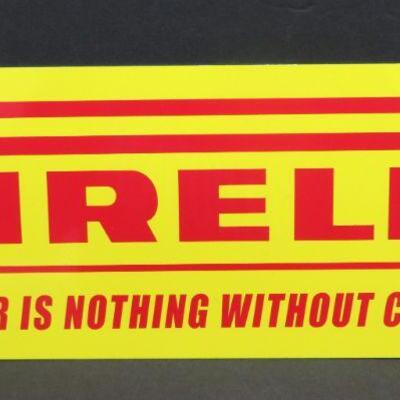 IRELL
R IS NOTHING WITHOUT C